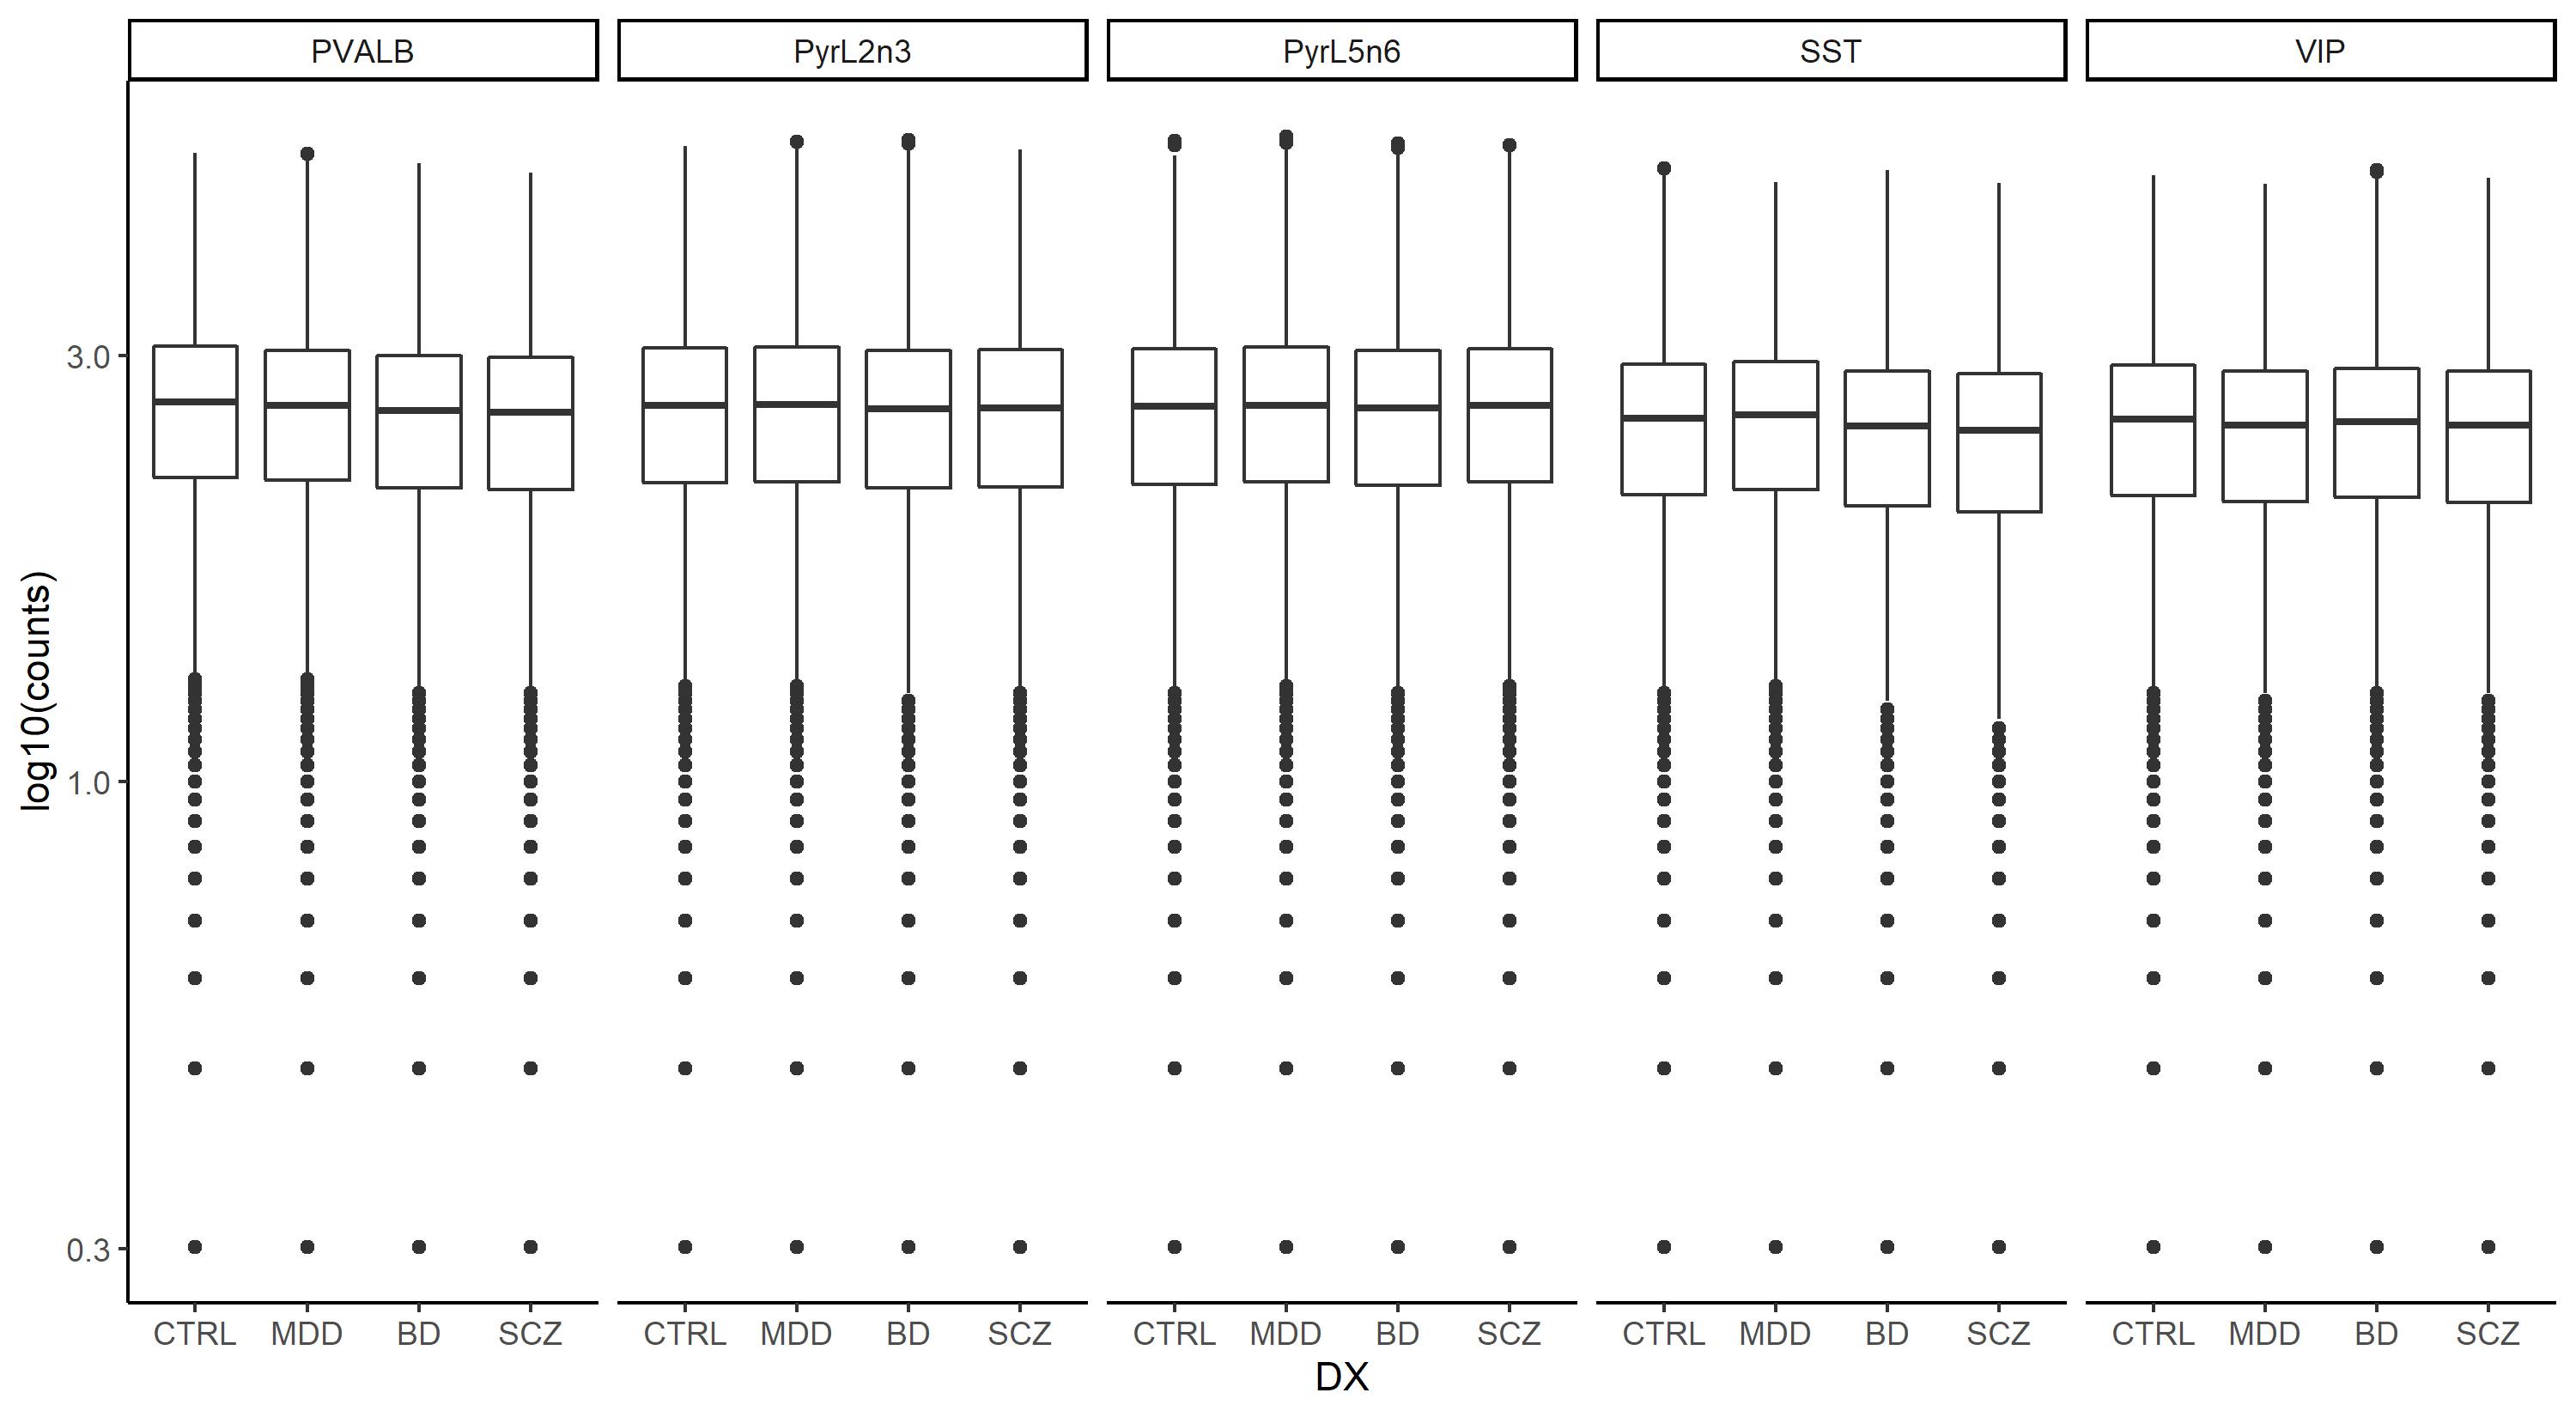 PVALB PyrL2n3 PyrL5n6 SST VIP
log10(counts)
3.0
1.0
0.3
CTRL MDD BD SCZ CTRL MDD BD SCZ CTRL MDD BD SCZ CTRL MDD BD SCZ CTRL MDD BD SCZ
DX